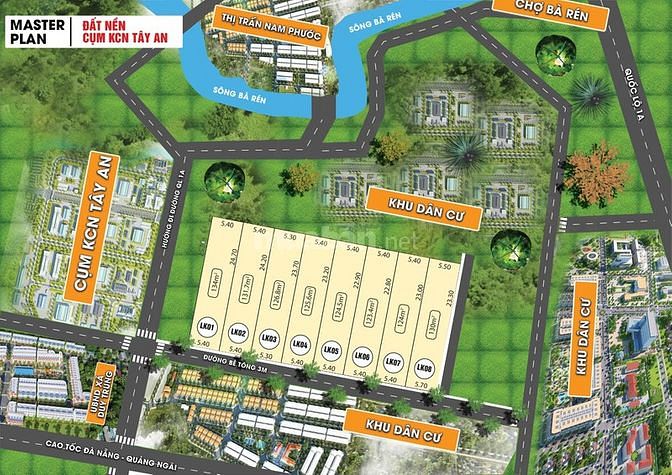 MASTER
PLAN
ĐẤT NỀN
CỤM KCN TÂY AN
THỊ TRẤN NAM PHƯỚC
SÔNG BÀ RÉN
SÔNG BÀ RÉN
CHỢ BÀ RÉN
QUỐC LỘ 1A
HƯỚNG ĐI ĐƯỜNG QL 1A
CỤM KCN TÂY AN
KHU DÂN CƯ
5.40 5.40 5.30 5.40 5.40 5.40 5.40 5.50
24.70 24.20 23.70 23.20 22.90 22.80 23.00 23.30
134m² 131.7m² 126.8m² 125.6m² 124.5m² 123.4m² 124m² 130m²
LK01 LK02 LK03 LK04 LK05 LK06 LK07 LK08
5.40 5.40 5.40 5.40 5.40 5.40 5.40 5.70
ĐƯỜNG BÊ TÔNG 3M
KHU DÂN CƯ
KHU DÂN CƯ
UBND XÃ
DUY TRUNG
CAO TỐC ĐÀ NẴNG - QUẢNG NGÃI